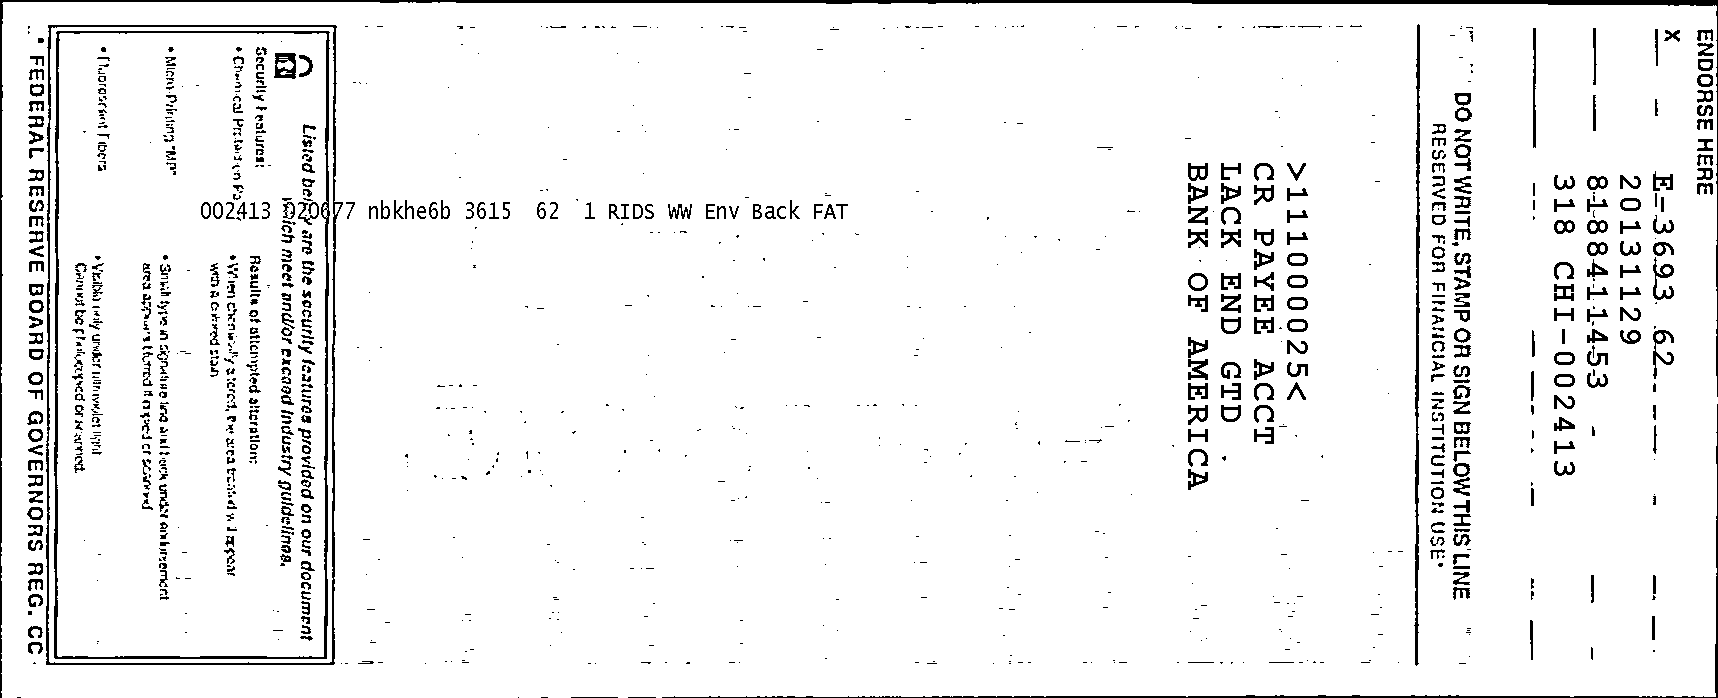 ENDORSE HERE
X
E-3693 62
20131129
8188411453
318 CHI-002413
DO NOT WRITE, STAMP OR SIGN BELOW THIS LINE
RESERVED FOR FINANCIAL INSTITUTION USE*
>111000025<
CR PAYEE ACCT
LACK END GTD
BANK OF AMERICA
002413 020677 nbkhe6b 3615 62 1 RIDS WW Env Back FAT
Listed below are the security features provided on our document
which meet and/or exceed industry guidelines.
Security Features:
Results of attempted alteration:
• Chemical Protection
• When chemically altered, the area treated will appear
with a colored stain
• Micro-Printing "MP"
• Small type in signature line and back under endorsement
area appears blurred if copied or scanned
• Fluorescent Fibers
• Visible only under ultraviolet light
Cannot be photocopied or scanned.
* FEDERAL RESERVE BOARD OF GOVERNORS REG. CC